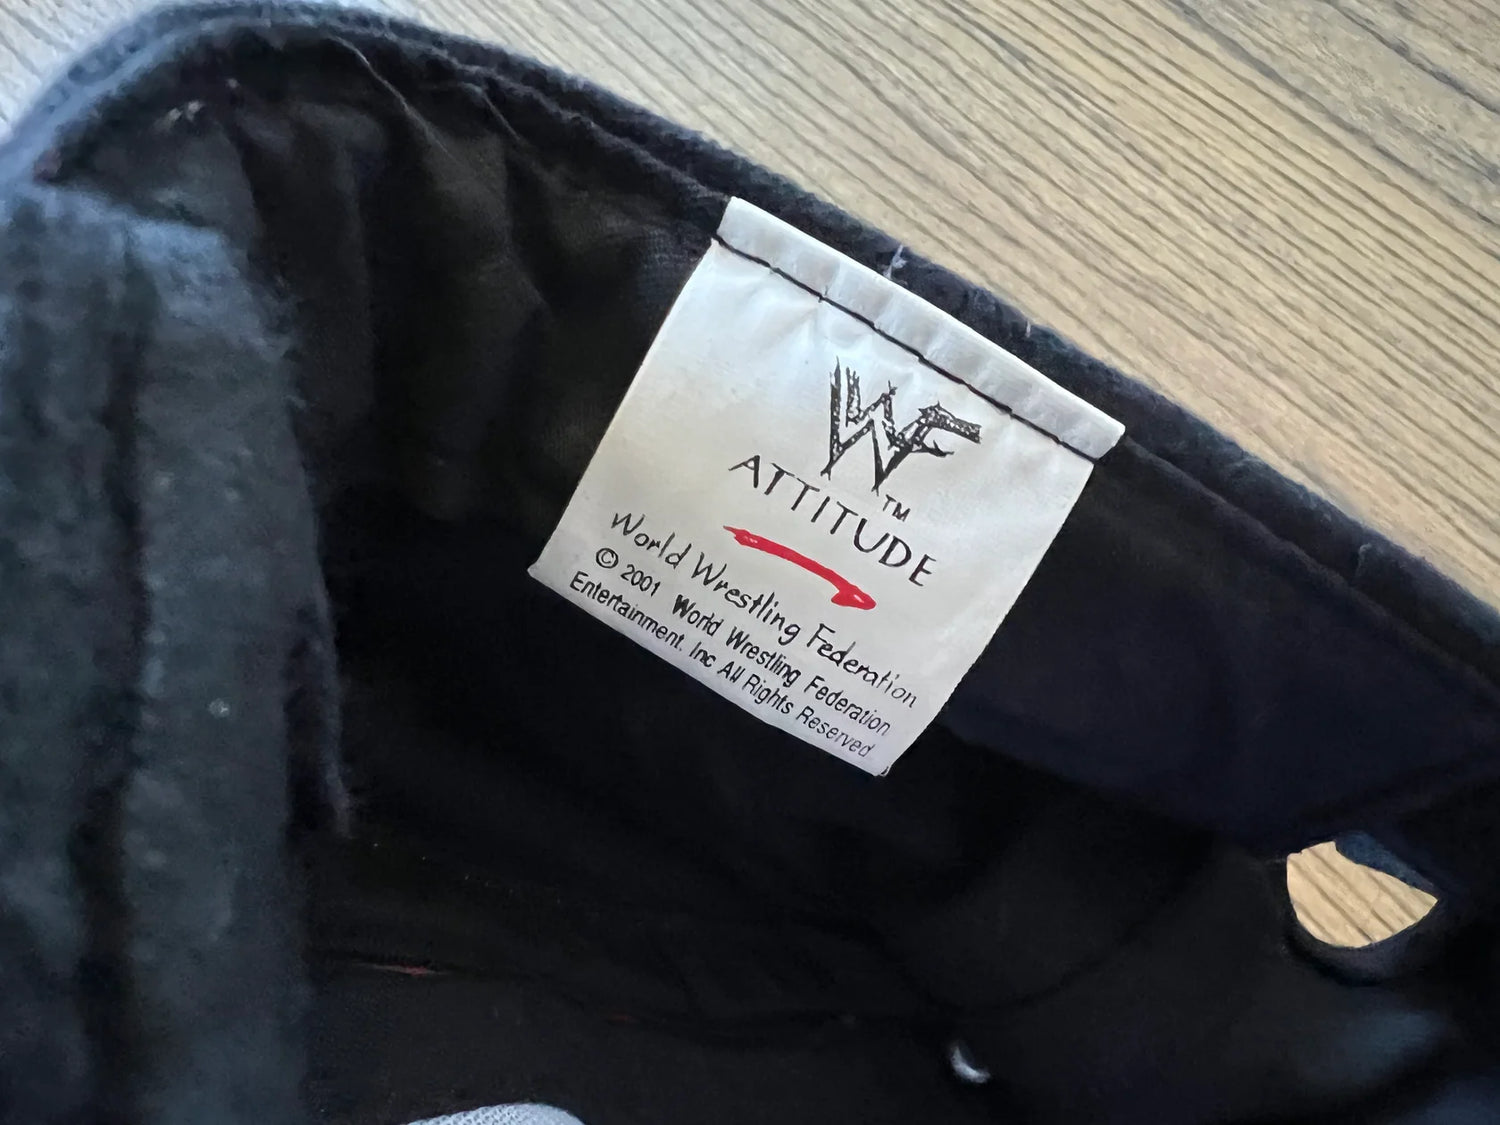 WF
TM
ATTITUDE
World Wrestling Federation
© 2001 World Wrestling Federation
Entertainment, Inc All Rights Reserved